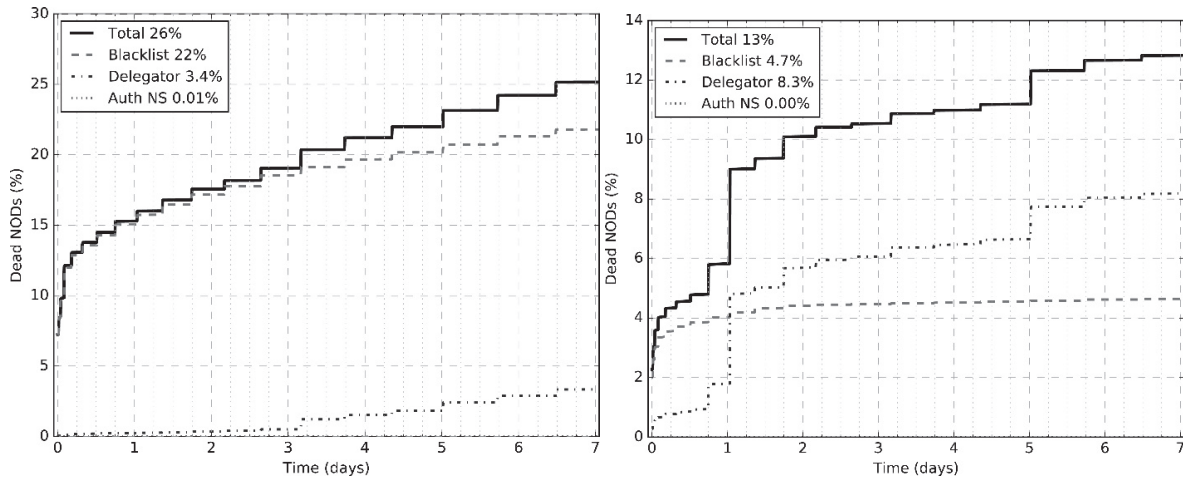 30
25
20
15
10
5
0
Dead NODs (%)
Total 26%
Blacklist 22%
Delegator 3.4%
Auth NS 0.01%
0 1 2 3 4 5 6 7
Time (days)
14
12
10
8
6
4
2
0
Dead NODs (%)
Total 13%
Blacklist 4.7%
Delegator 8.3%
Auth NS 0.00%
0 1 2 3 4 5 6 7
Time (days)